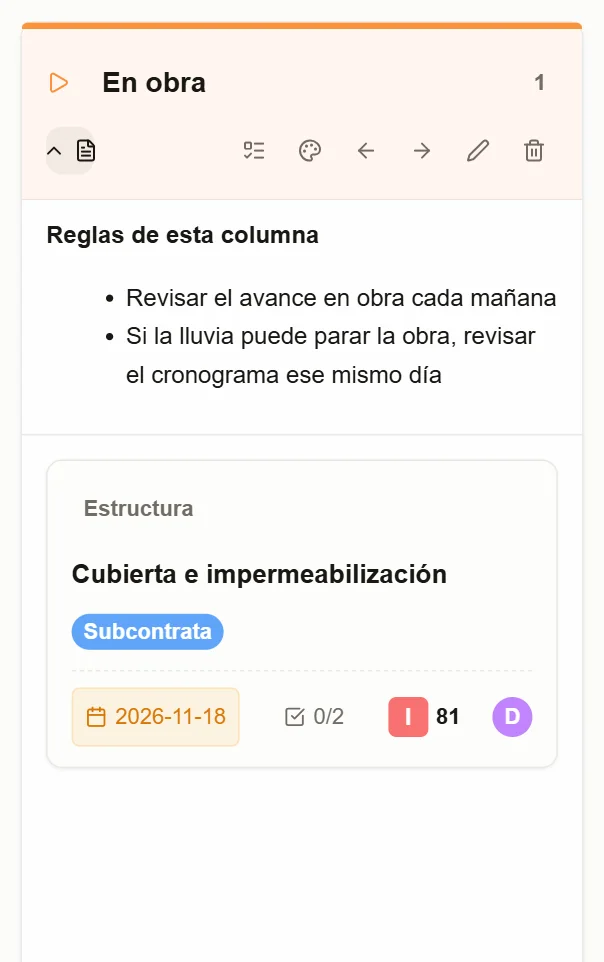 En obra
1
Reglas de esta columna
Revisar el avance en obra cada mañana
Si la lluvia puede parar la obra, revisar
el cronograma ese mismo día
Estructura
Cubierta e impermeabilización
Subcontrata
2026-11-18
0/2
I
81
D